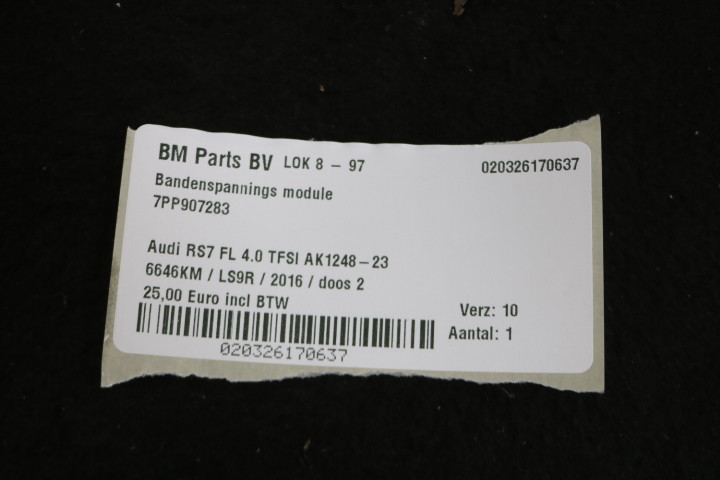 BM Parts BV LOK 8 - 97 020326170637
Bandenspannings module
7PP907283
Audi RS7 FL 4.0 TFSI AK1248-23
6646KM / LS9R / 2016 / doos 2
25,00 Euro incl BTW
Verz: 10
Aantal: 1
020326170637